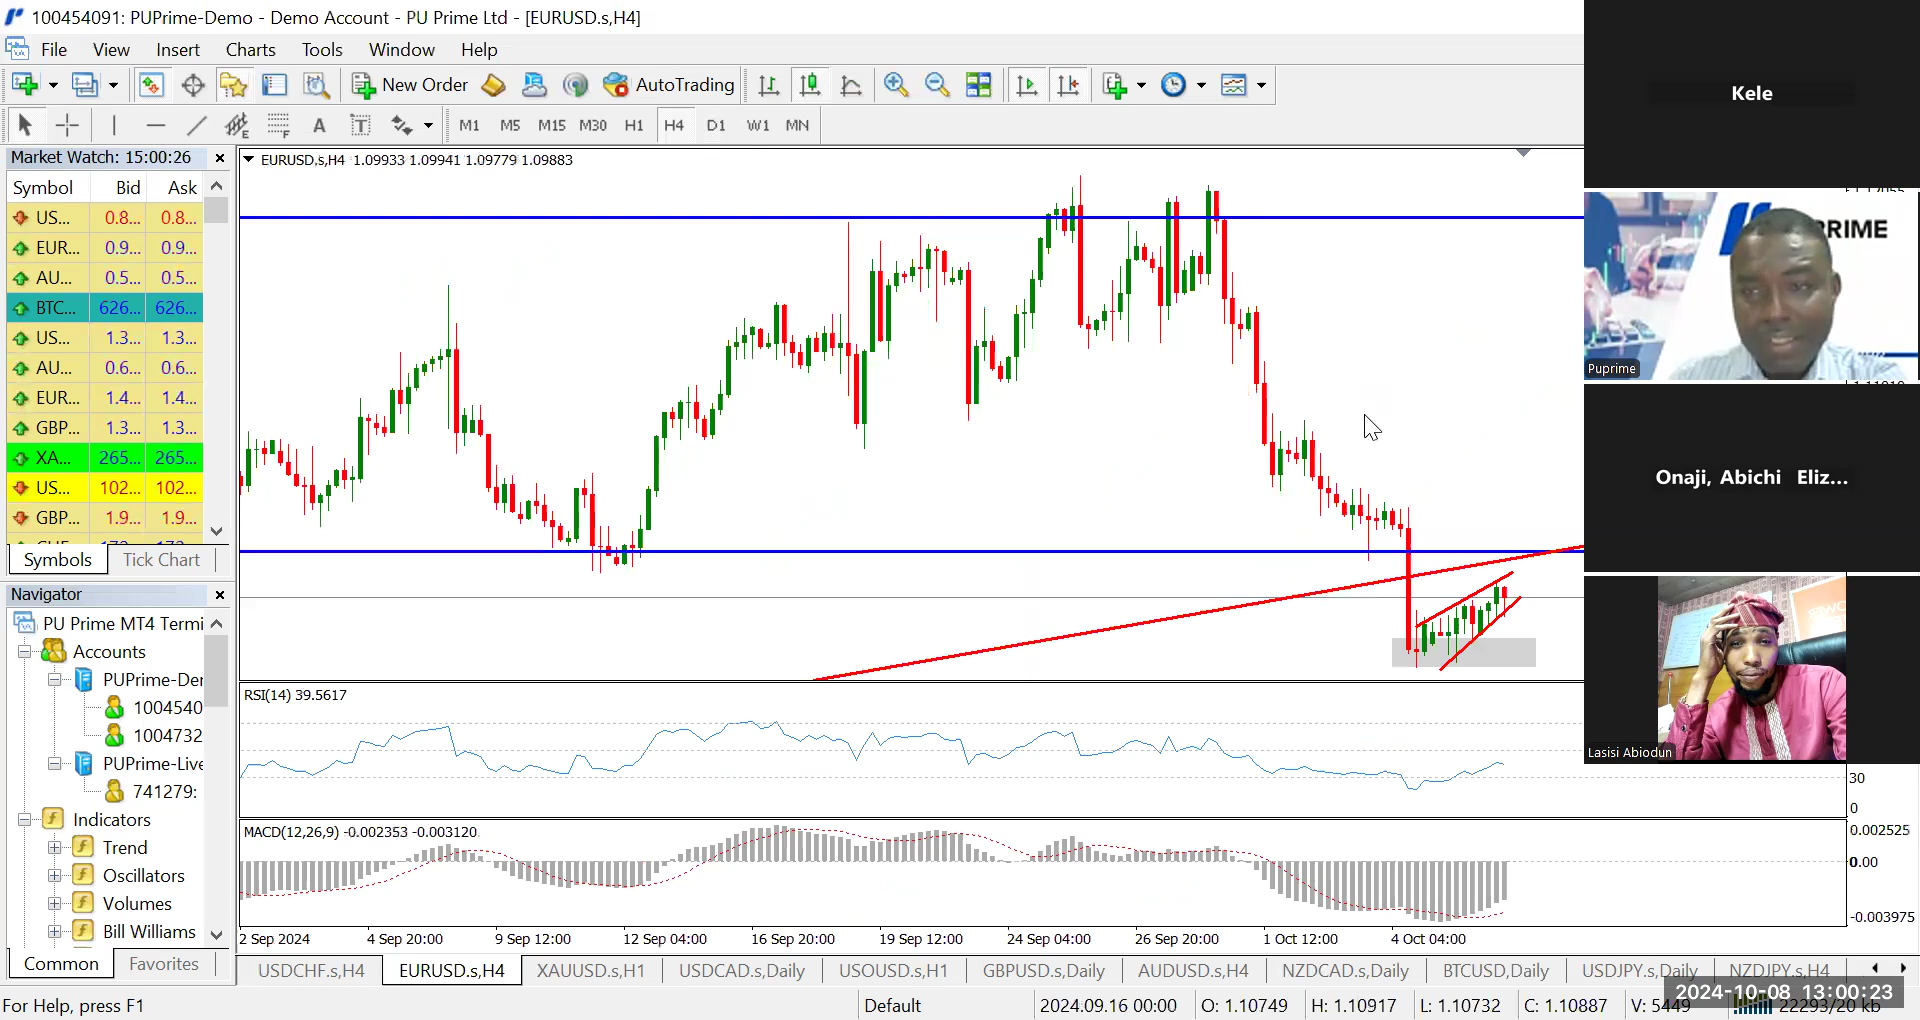 100454091: PUPrime-Demo - Demo Account - PU Prime Ltd - [EURUSD.s,H4]
File View Insert Charts Tools Window Help
New Order AutoTrading
A T M1 M5 M15 M30 H1 H4 D1 W1 MN
Market Watch: 15:00:26
Symbol Bid Ask
US... 0.8... 0.8...
EUR... 0.9... 0.9...
AU... 0.5... 0.5...
BTC... 626... 626...
US... 1.3... 1.3...
AU... 0.6... 0.6...
EUR... 1.4... 1.4...
GBP... 1.3... 1.3...
XA... 265... 265...
US... 102... 102...
GBP... 1.9... 1.9...
Symbols Tick Chart
Navigator
PU Prime MT4 Termi
Accounts
PUPrime-Der
1004540
1004732
PUPrime-Live
741279:
Indicators
Trend
Oscillators
Volumes
Bill Williams
Common Favorites
EURUSD,s,H4 1.09933 1.09941 1.09779 1.09883
RSI(14) 39.5617
30
0
MACD(12,26,9) -0.002353 -0.003120
0.002525
0.00
-0.003975
2 Sep 2024 4 Sep 20:00 9 Sep 12:00 12 Sep 04:00 16 Sep 20:00 19 Sep 12:00 24 Sep 04:00 26 Sep 20:00 1 Oct 12:00 4 Oct 04:00
USDCHF.s,H4 EURUSD.s,H4 XAUUSD.s,H1 USDCAD.s,Daily USOUSD.s,H1 GBPUSD.s,Daily AUDUSD.s,H4 NZDCAD.s,Daily BTCUSD,Daily USDJPY.s,Daily NZDJPY.s,H4
For Help, press F1 Default 2024.09.16 00:00 O: 1.10749 H: 1.10917 L: 1.10732 C: 1.10887 V: 5449 22293/20 kb
2024-10-08 13:00:23
Kele
RIME
Puprime
Onaji, Abichi Eliz...
Lasisi Abiodun